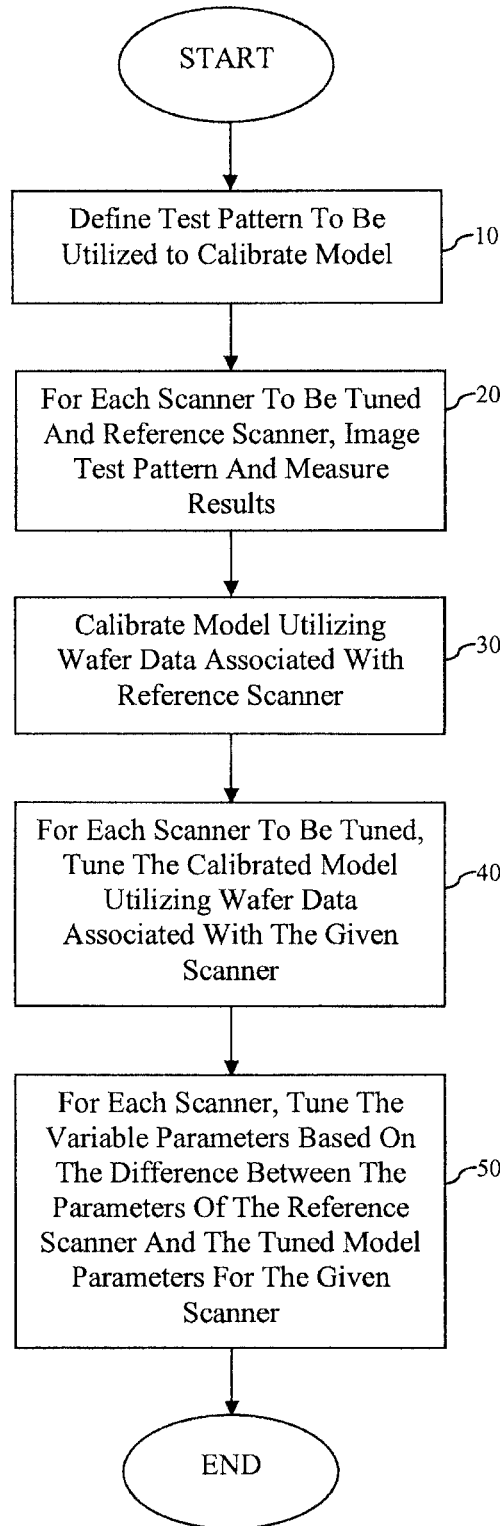 START
Define Test Pattern To Be
Utilized to Calibrate Model
10
For Each Scanner To Be Tuned
And Reference Scanner, Image
Test Pattern And Measure
Results
20
Calibrate Model Utilizing
Wafer Data Associated With
Reference Scanner
30
For Each Scanner To Be Tuned,
Tune The Calibrated Model
Utilizing Wafer Data
Associated With The Given
Scanner
40
For Each Scanner, Tune The
Variable Parameters Based On
The Difference Between The
Parameters Of The Reference
Scanner And The Tuned Model
Parameters For The Given
Scanner
50
END